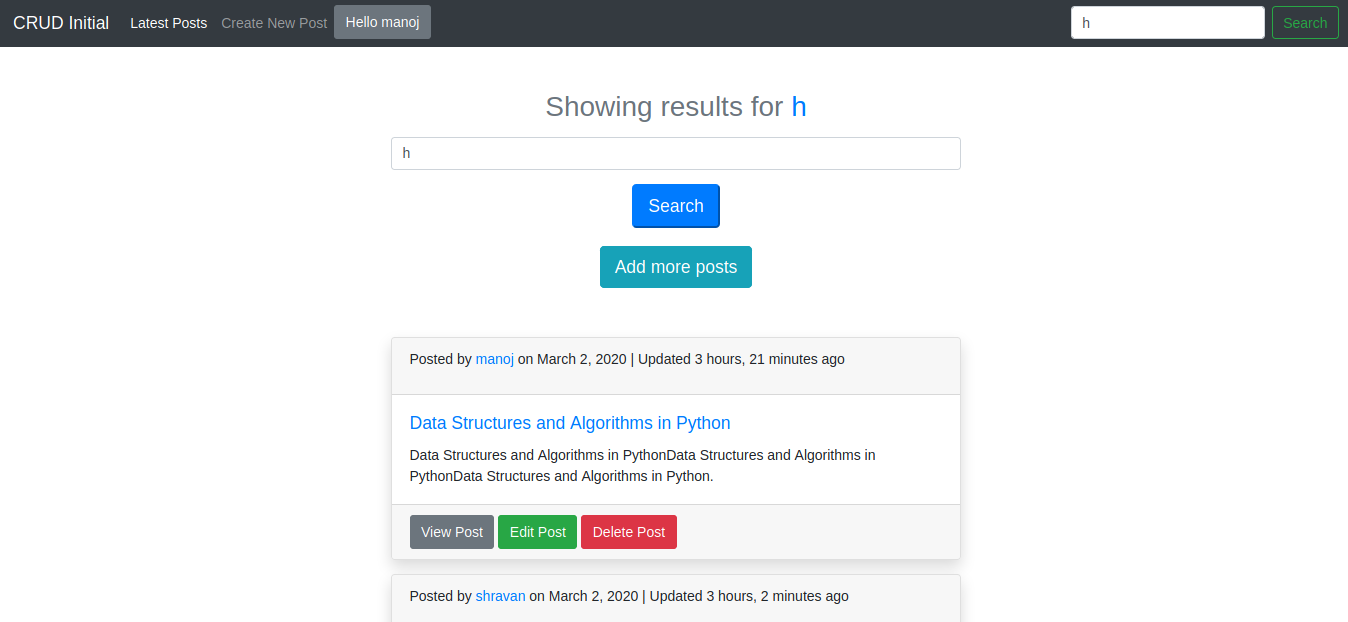 CRUD Initial Latest Posts Create New Post Hello manoj h Search
Showing results for h
h
Search
Add more posts
Posted by manoj on March 2, 2020 | Updated 3 hours, 21 minutes ago
Data Structures and Algorithms in Python
Data Structures and Algorithms in PythonData Structures and Algorithms in
PythonData Structures and Algorithms in Python.
View Post Edit Post Delete Post
Posted by shravan on March 2, 2020 | Updated 3 hours, 2 minutes ago